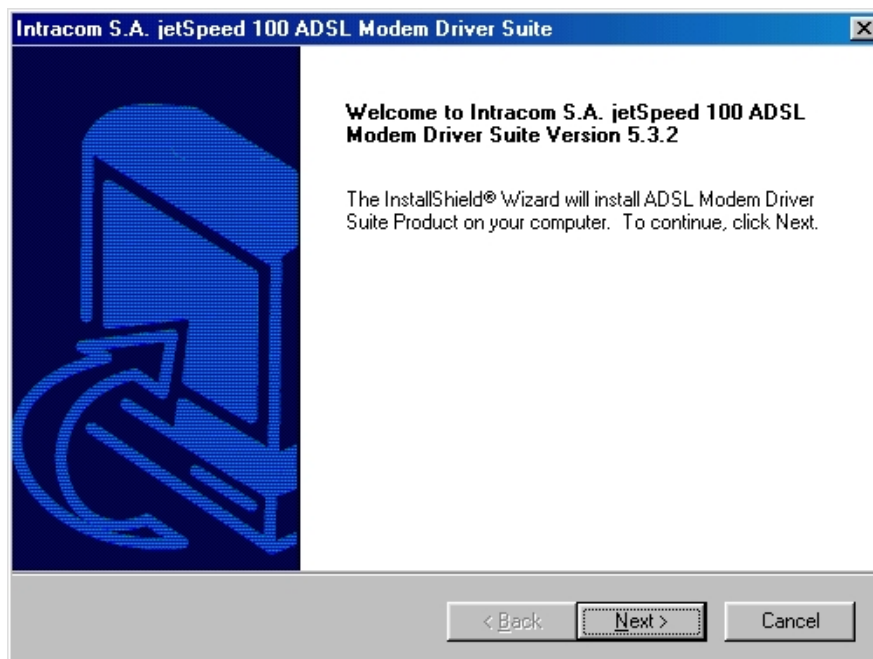 Intracom S.A. jetSpeed 100 ADSL Modem Driver Suite
Welcome to Intracom S.A. jetSpeed 100 ADSL
Modem Driver Suite Version 5.3.2
The InstallShield® Wizard will install ADSL Modem Driver
Suite Product on your computer.  To continue, click Next.
< Back
Next >
Cancel